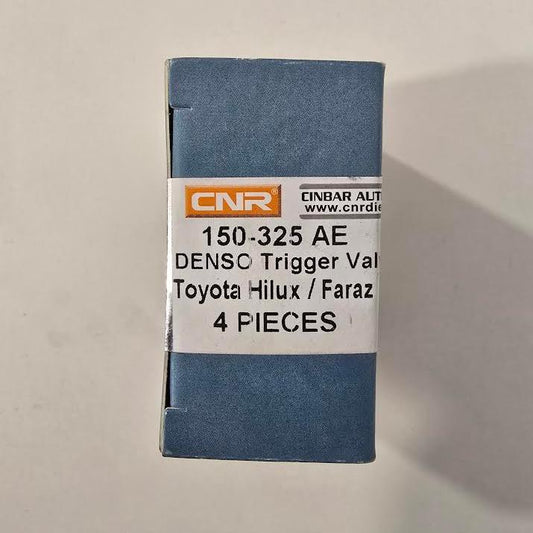 CNR®
CINBAR AUT
www.cnrdie
150-325 AE
DENSO Trigger Val
Toyota Hilux / Faraz
4 PIECES